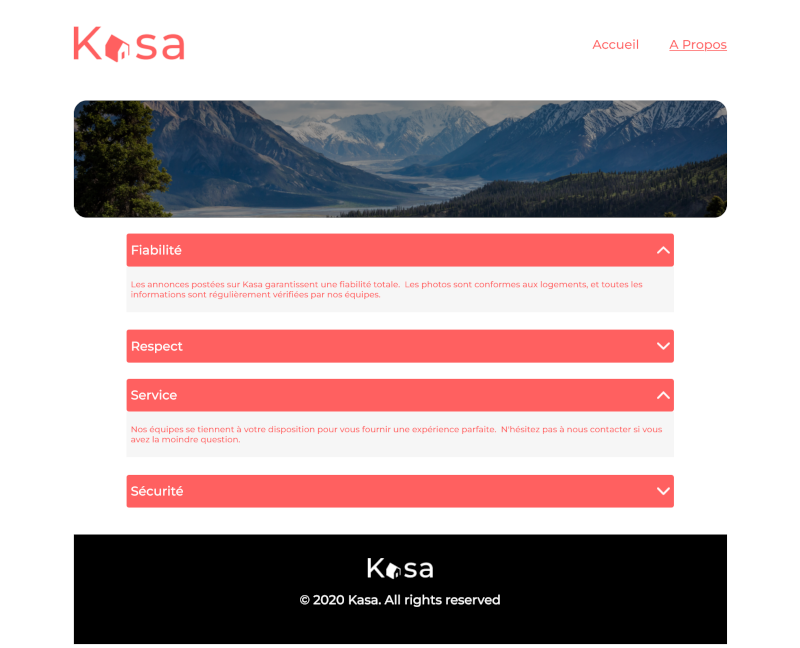 Kasa
Accueil
A Propos
Fiabilité
Les annonces postées sur Kasa garantissent une fiabilité totale.  Les photos sont conformes aux logements, et toutes les
informations sont régulièrement vérifiées par nos équipes.
Respect
Service
Nos équipes se tiennent à votre disposition pour vous fournir une expérience parfaite.  N'hésitez pas à nous contacter si vous
avez la moindre question.
Sécurité
Kasa
© 2020 Kasa. All rights reserved